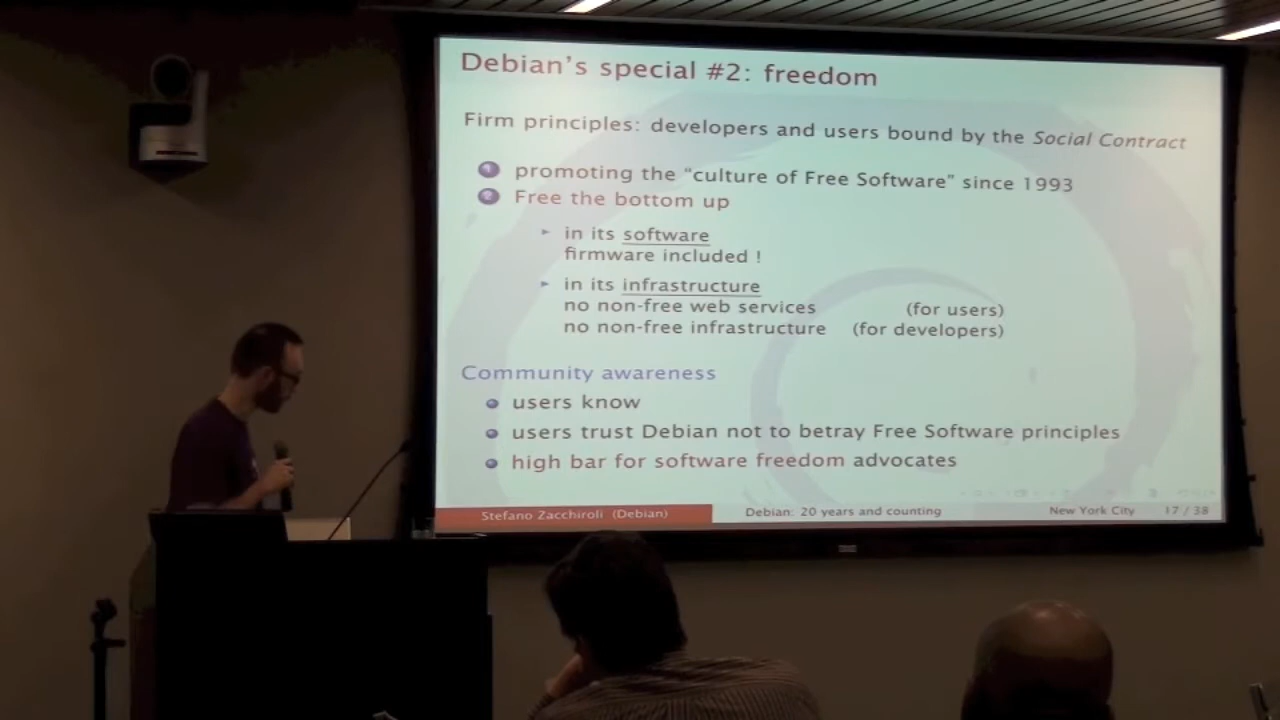 Debian's special #2: freedom
Firm principles: developers and users bound by the Social Contract
1 promoting the "culture of Free Software" since 1993
2 Free the bottom up
in its software
firmware included !
in its infrastructure
no non-free web services (for users)
no non-free infrastructure (for developers)
Community awareness
users know
users trust Debian not to betray Free Software principles
high bar for software freedom advocates
Stefano Zacchiroli (Debian) Debian: 20 years and counting New York City 17 / 38